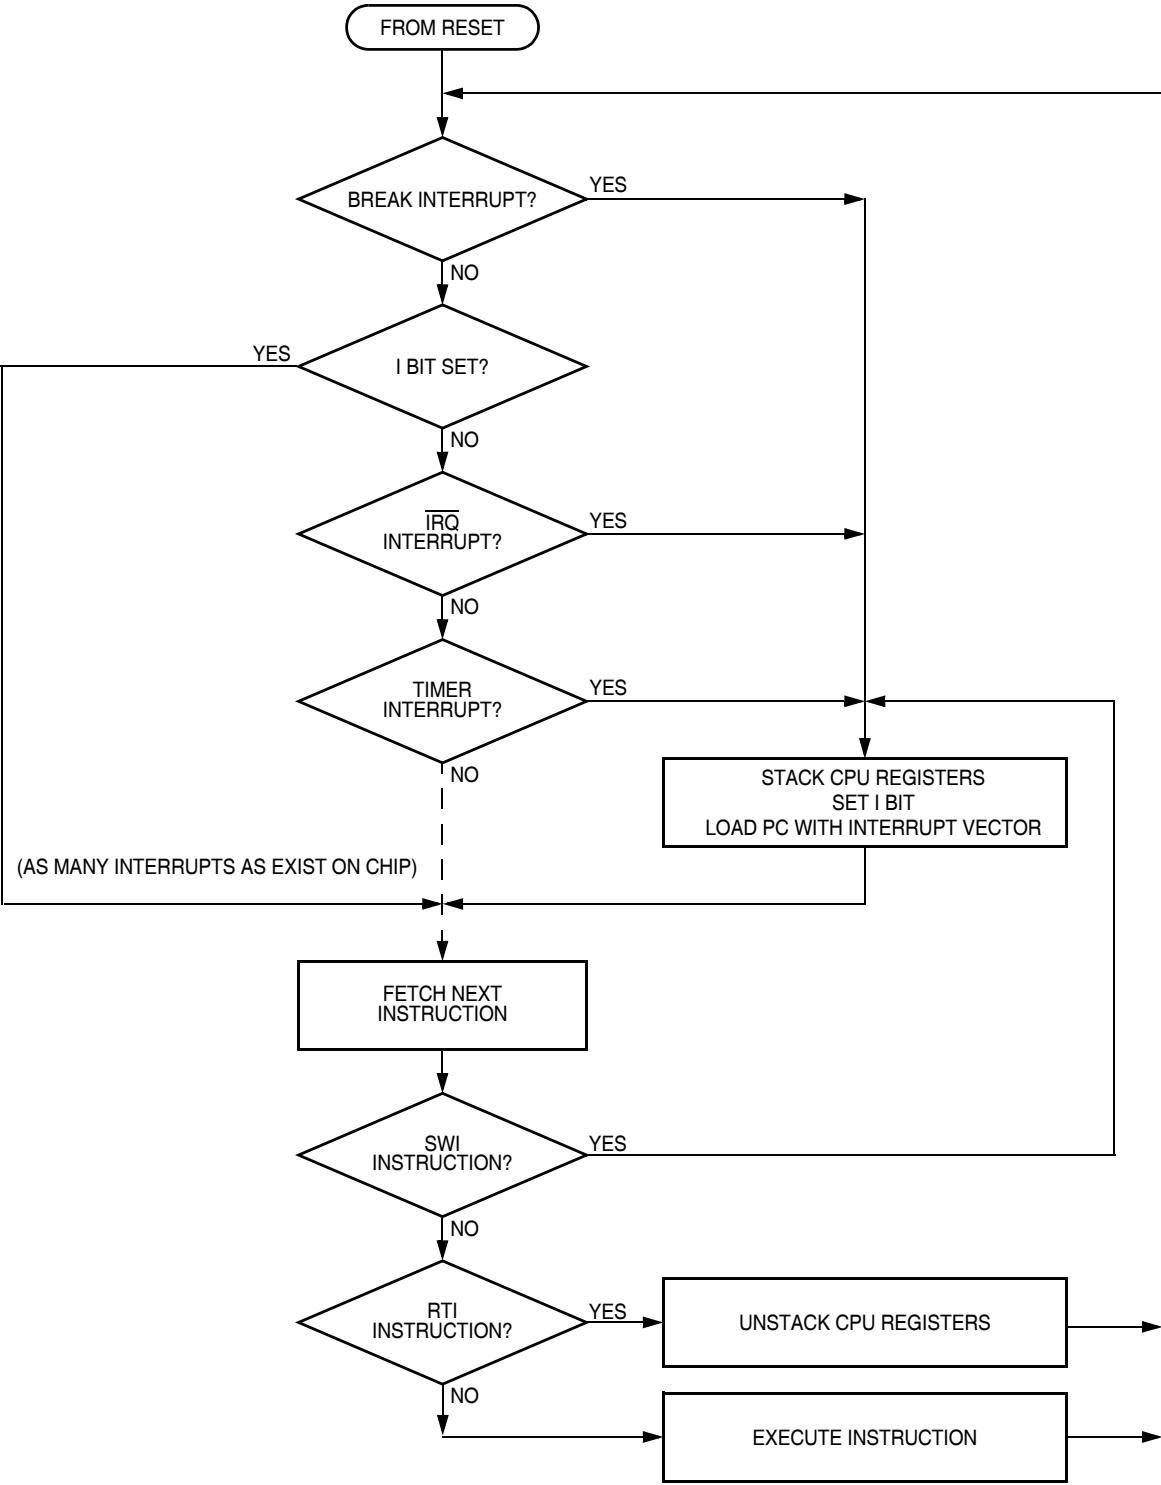 FROM RESET
BREAK INTERRUPT?
YES
NO
YES
I BIT SET?
NO
IRQ
INTERRUPT?
YES
NO
TIMER
INTERRUPT?
YES
NO
STACK CPU REGISTERS
SET I BIT
LOAD PC WITH INTERRUPT VECTOR
(AS MANY INTERRUPTS AS EXIST ON CHIP)
FETCH NEXT
INSTRUCTION
SWI
INSTRUCTION?
YES
NO
RTI
INSTRUCTION?
YES
UNSTACK CPU REGISTERS
NO
EXECUTE INSTRUCTION